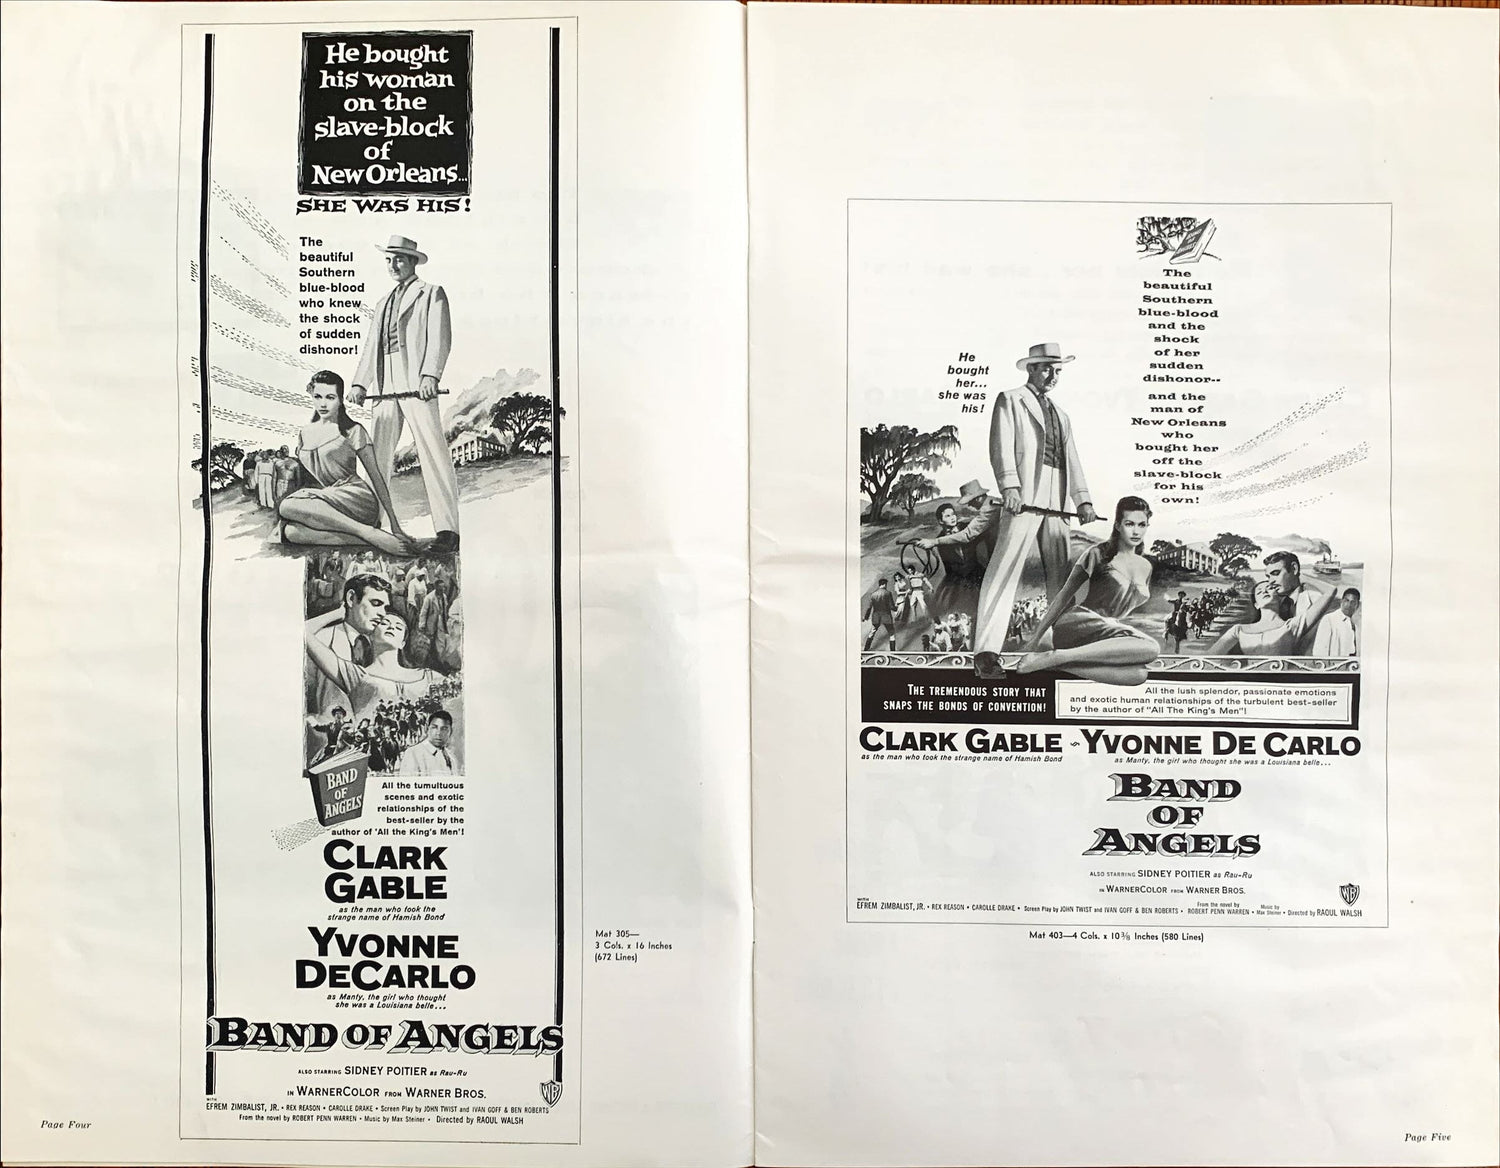 He bought
his woman
on the
slave-block
of
New Orleans...
SHE WAS HIS!
The
beautiful
Southern
blue-blood
who knew
the shock
of sudden
dishonor!
BAND
OF
ANGELS
All the tumultuous
scenes and exotic
relationships of the
best-seller by the
author of 'All the King's Men'!
CLARK
GABLE
as the man who took the
strange name of Hamish Bond
YVONNE
DECARLO
as Manty, the girl who thought
she was a Louisiana belle...
BAND OF ANGELS
ALSO STARRING SIDNEY POITIER as Rau-Ru
IN WARNERCOLOR FROM WARNER BROS.
WB
WITH
EFREM ZIMBALIST, JR. • REX REASON • CAROLLE DRAKE • Screen Play by JOHN TWIST and IVAN GOFF & BEN ROBERTS
From the novel by ROBERT PENN WARREN • Music by Max Steiner • Directed by RAOUL WALSH
Mat 305—
3 Cols. x 16 Inches
(672 Lines)
Page Four
The
beautiful
Southern
blue-blood
and the
shock
of her
sudden
dishonor--
and the
man of
New Orleans
who
bought her
off the
slave-block
for his
own!
He
bought
her...
she was
his!
THE TREMENDOUS STORY THAT
SNAPS THE BONDS OF CONVENTION!
All the lush splendor, passionate emotions
and exotic human relationships of the turbulent best-seller
by the author of "All The King's Men"!
CLARK GABLE YVONNE DE CARLO
as the man who took the strange name of Hamish Bond as Manty, the girl who thought she was a Louisiana belle...
BAND
OF
ANGELS
ALSO STARRING SIDNEY POITIER as Rau-Ru
IN WARNERCOLOR FROM WARNER BROS.
WB
WITH
EFREM ZIMBALIST, JR. • REX REASON • CAROLLE DRAKE • Screen Play by JOHN TWIST and IVAN GOFF & BEN ROBERTS • From the novel by ROBERT PENN WARREN • Music by Max Steiner • Directed by RAOUL WALSH
Mat 403—4 Cols. x 10⅜ Inches (580 Lines)
Page Five